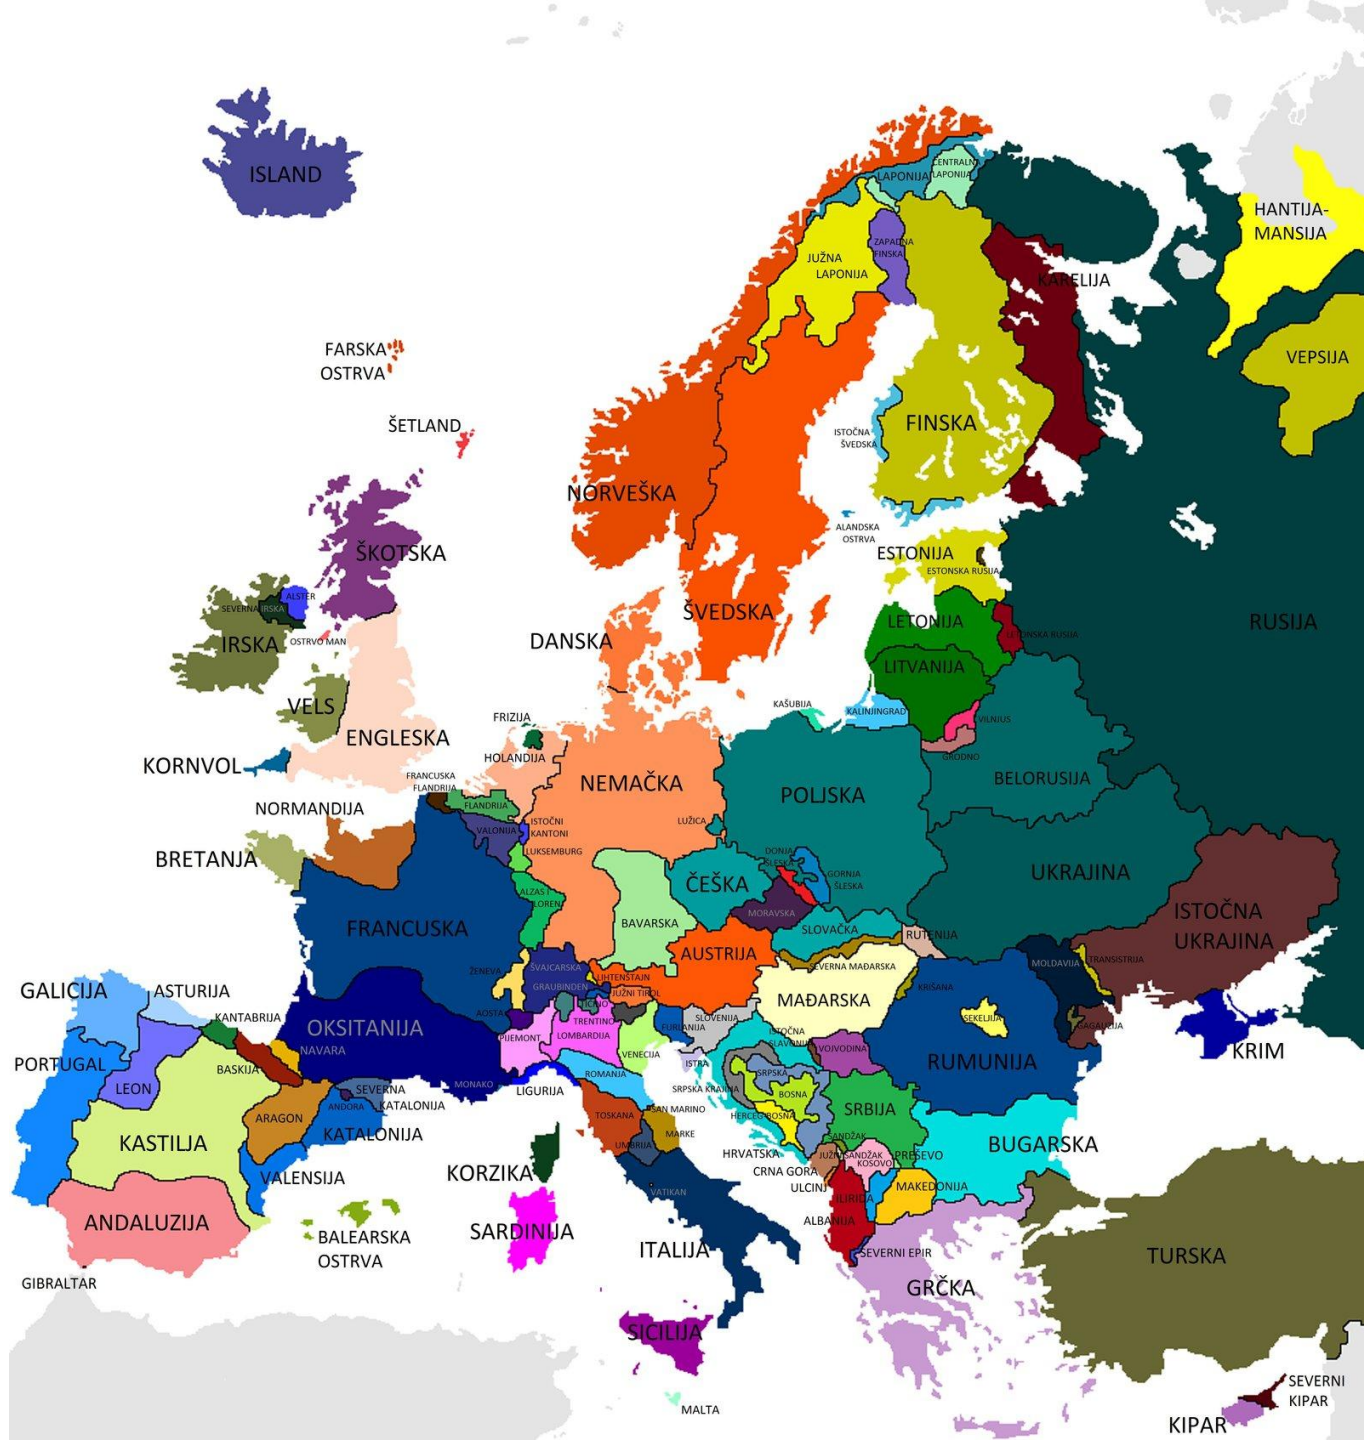 ISLAND
CENTRALNA
LAPONIJA
LAPONIJA
HANTIJA-
MANSIJA
ZAPADNA
FINSKA
JUŽNA
LAPONIJA
KARELIJA
FARSKA
OSTRVA
VEPSIJA
ŠETLAND
ISTOČNA
ŠVEDSKA
FINSKA
NORVEŠKA
ALANDSKA
OSTRVA
ŠKOTSKA
ESTONIJA
ESTONSKA RUSIJA
ALSTER
SEVERNA IRSKA
ŠVEDSKA
LETONIJA
RUSIJA
DANSKA
OSTRVO MAN
IRSKA
LETONSKA RUSIJA
LITVANIJA
VELS
FRIZIJA
KAŠUBIJA
KALINJINGRAD
VILNIUS
ENGLESKA
HOLANDIJA
GRODNO
KORNVOL
FRANCUSKA
FLANDRIJA
NEMAČKA
BELORUSIJA
POLJSKA
NORMANDIJA
FLANDRIJA
LUŽICA
ISTOČNI
KANTONI
VALONIJA
BRETANJA
LUKSEMBURG
DONJA
ŠLESKA
GORNJA
ŠLESKA
UKRAJINA
ČEŠKA
ALZAS I
LOREN
MORAVSKA
ISTOČNA
UKRAJINA
FRANCUSKA
BAVARSKA
SLOVAČKA
RUTENIJA
AUSTRIJA
ŽENEVA
ŠVAJCARSKA
MOLDAVIJA
TRANSISTRIJA
SEVERNA MAĐARSKA
LIHTENŠTAJN
GRAUBINDEN
JUŽNI TIROL
KRIŠANA
GALICIJA
ASTURIJA
MAĐARSKA
TIČINO
KANTABRIJA
AOSTA
TRENTINO
SLOVENIJA
SEKELIJA
GAGAUZIJA
OKSITANIJA
FURLANIJA
ISTOČNA
SLAVONIJA
PIJEMONT
LOMBARDIJA
NAVARA
VENECIJA
VOJVODINA
KRIM
PORTUGAL
BASKIJA
ISTRA
RUMUNIJA
LEON
MONAKO
LIGURIJA
ROMANJA
SRPSKA
SRPSKA KRAJINA
BOSNA
SEVERNA
KATALONIJA
ANDORA
ARAGON
TOSKANA
SAN MARINO
HERCEG-BOSNA
SRBIJA
KASTILJA
KATALONIJA
MARKE
SANDŽAK
BUGARSKA
UMBRIJA
HRVATSKA
JUŽNI SANDŽAK
PREŠEVO
KOSOVO
CRNA GORA
KORZIKA
VALENSIJA
ULCINJ
MAKEDONIJA
VATIKAN
ILIRIDA
ANDALUZIJA
ALBANIJA
SARDINIJA
BALEARSKA
OSTRVA
ITALIJA
SEVERNI EPIR
TURSKA
GIBRALTAR
GRČKA
SICILIJA
SEVERNI
KIPAR
MALTA
KIPAR